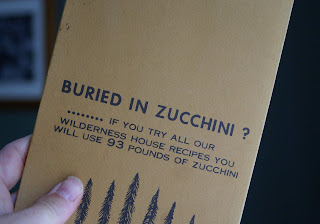 BURIED IN ZUCCHINI ?
........ IF YOU TRY ALL OUR
WILDERNESS HOUSE RECIPES YOU
WILL USE 93 POUNDS OF ZUCCHINI